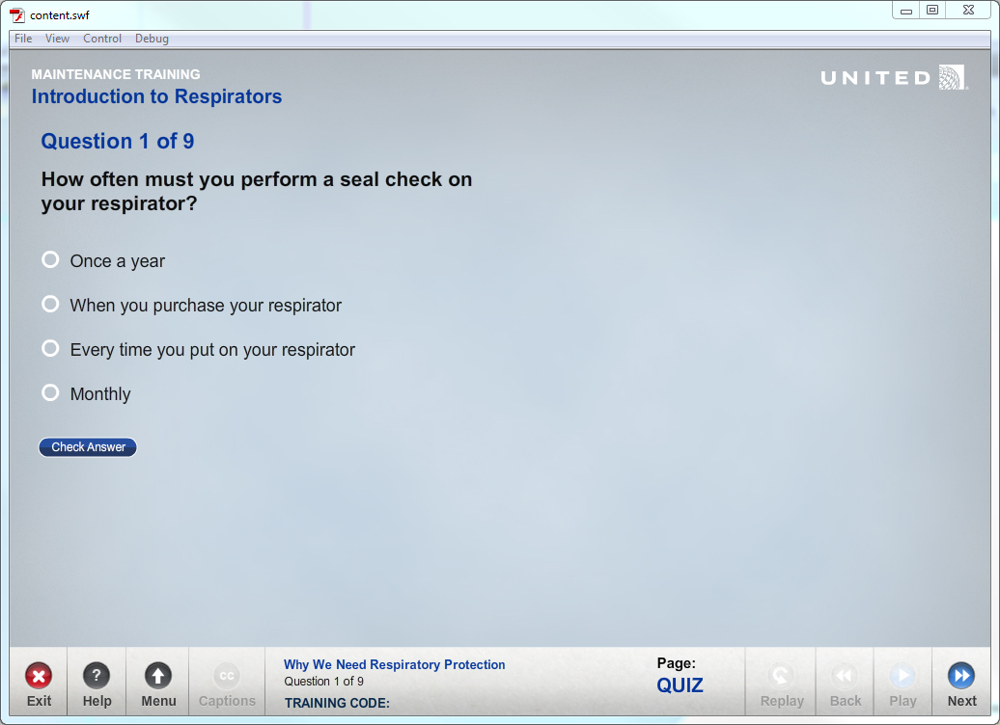 content.swf
File View Control Debug
MAINTENANCE TRAINING
UNITED
Introduction to Respirators
Question 1 of 9
How often must you perform a seal check on
your respirator?
Once a year
When you purchase your respirator
Every time you put on your respirator
Monthly
Check Answer
Exit
?
Help
Menu
cc
Captions
Why We Need Respiratory Protection
Question 1 of 9
TRAINING CODE:
Page:
QUIZ
Replay
Back
Play
Next